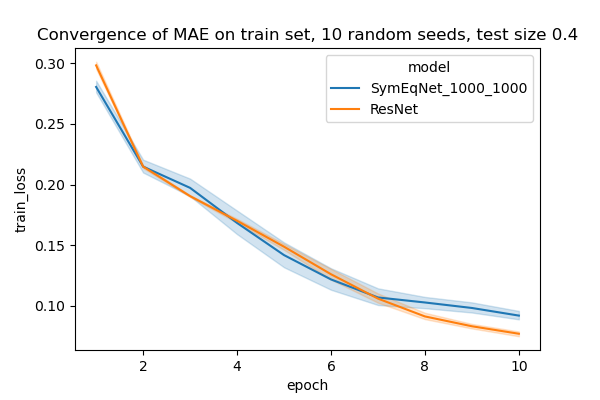 Convergence of MAE on train set, 10 random seeds, test size 0.4
model
SymEqNet_1000_1000
ResNet
train_loss
0.30
0.25
0.20
0.15
0.10
2 4 6 8 10
epoch